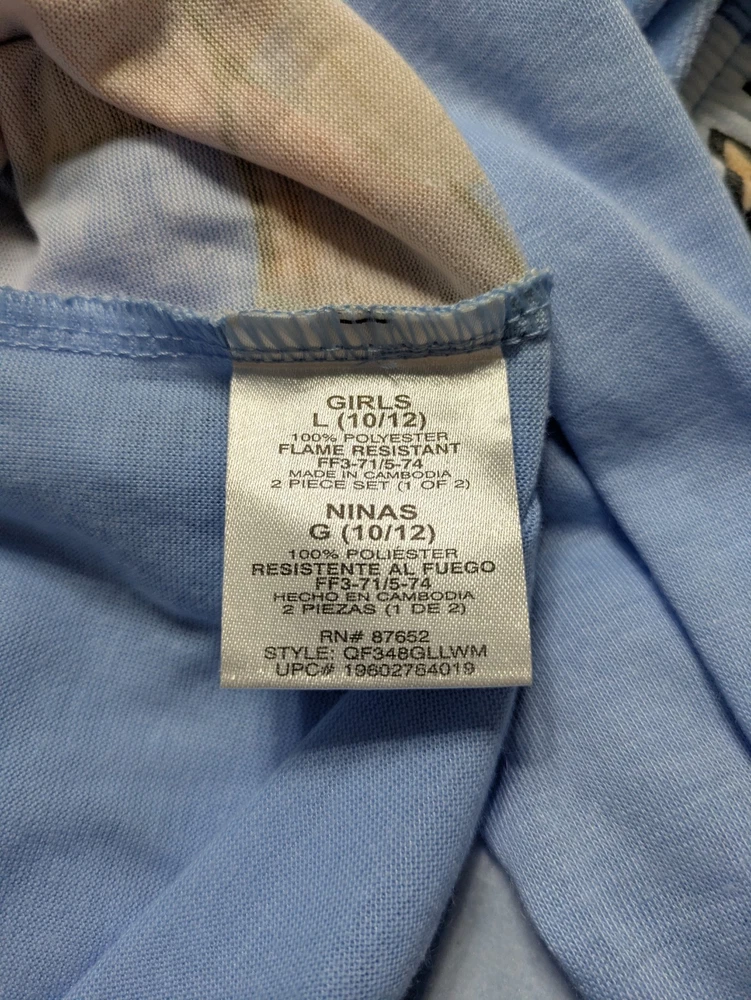 GIRLS
L (10/12)
100% POLYESTER
FLAME RESISTANT
FF3-71/5-74
MADE IN CAMBODIA
2 PIECE SET (1 OF 2)
NINAS
G (10/12)
100% POLIESTER
RESISTENTE AL FUEGO
FF3-71/5-74
HECHO EN CAMBODIA
2 PIEZAS (1 DE 2)
RN# 87652
STYLE: QF348GLLWM
UPC# 19602764019